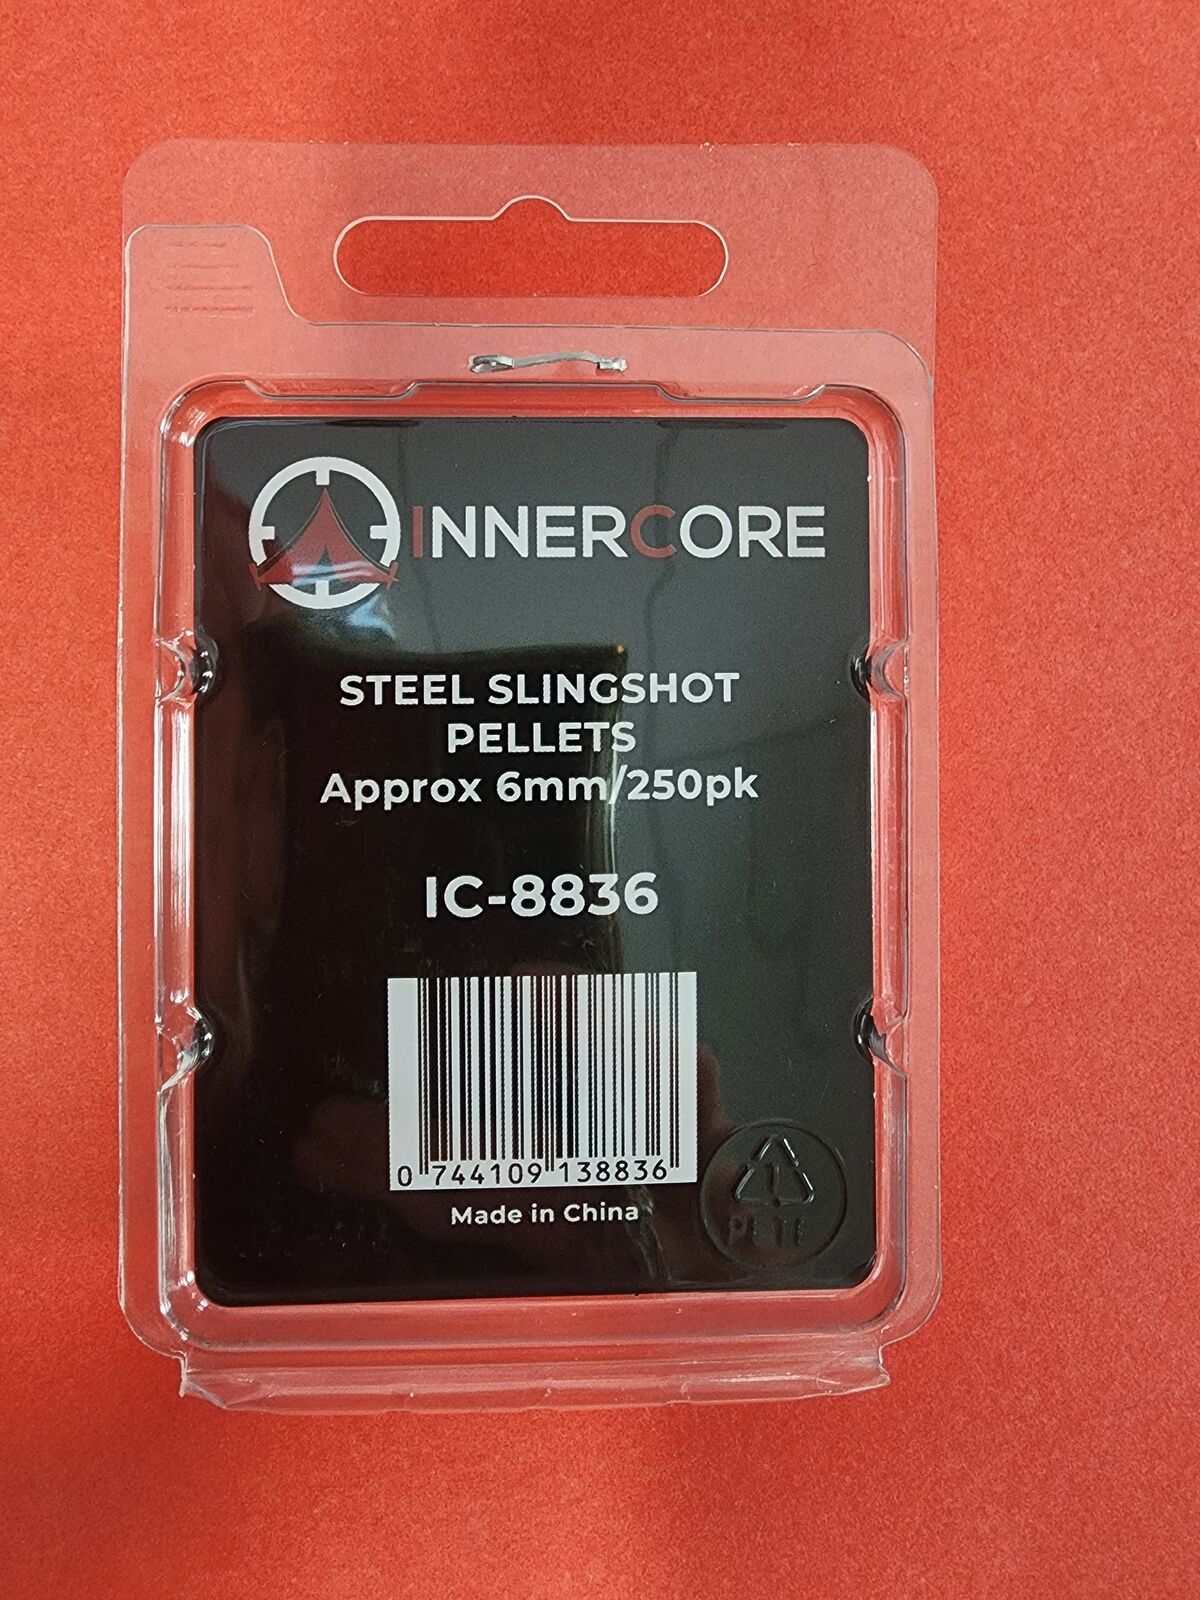 INNERCORE
STEEL SLINGSHOT
PELLETS
Approx 6mm/250pk
IC-8836
0 744109 138836
Made in China
1
PETE